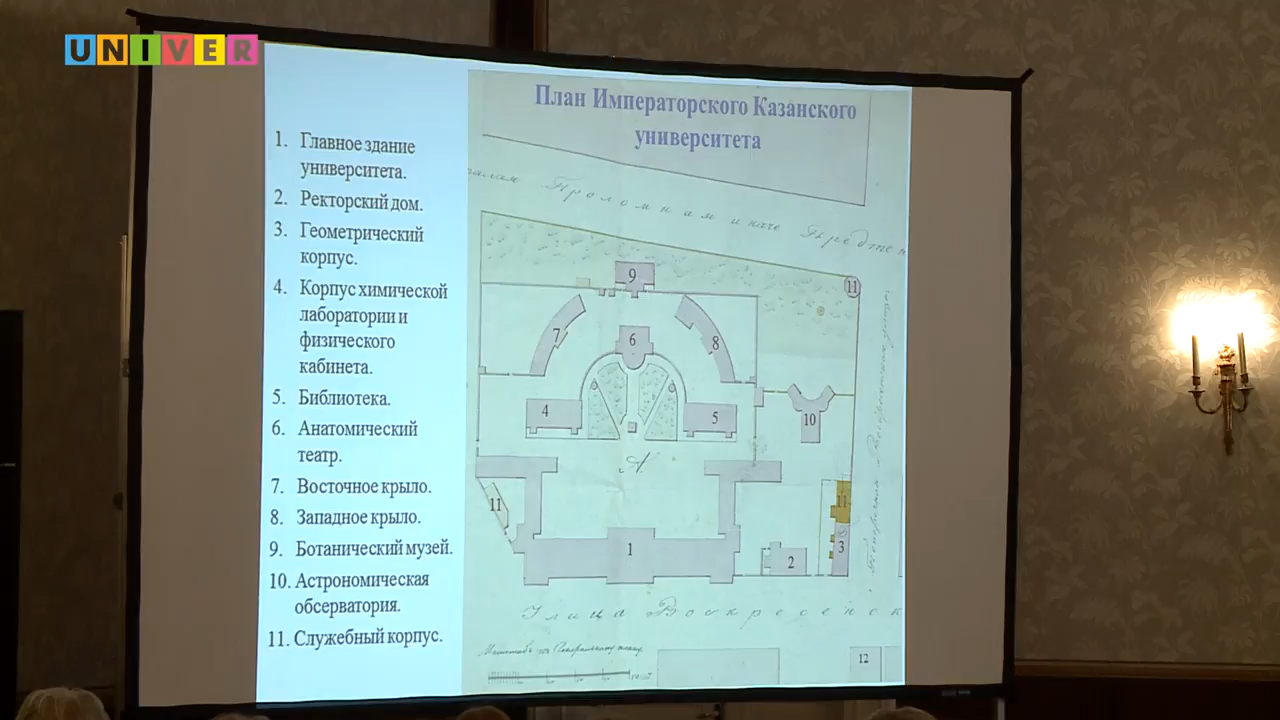 UNIVER
План Императорского Казанского
университета
1. Главное здание
университета.
2. Ректорский дом.
3. Геометрический
корпус.
4. Корпус химической
лаборатории и
физического
кабинета.
5. Библиотека.
6. Анатомический
театр.
7. Восточное крыло.
8. Западное крыло.
9. Ботанический музей.
10. Астрономическая
обсерватория.
11. Служебный корпус.
9
11
7
6
8
4
5
10
11
11
1
2
3
Улица Воскресенск
12